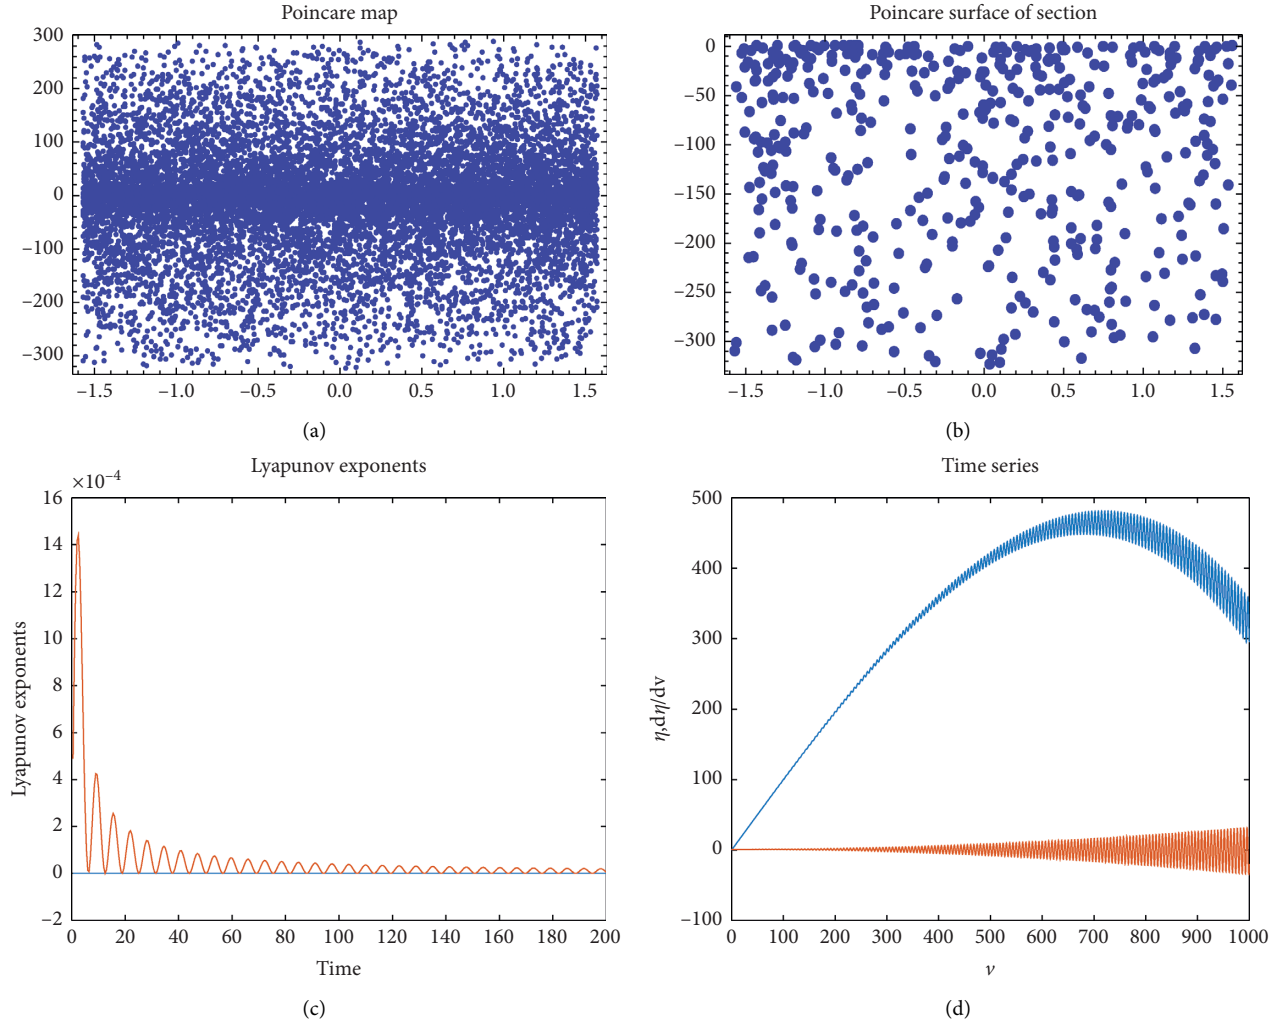 Poincare map
300
200
100
0
−100
−200
−300
−1.5 −1.0 −0.5 0.0 0.5 1.0 1.5
(a)
Poincare surface of section
0
−50
−100
−150
−200
−250
−300
−1.5 −1.0 −0.5 0.0 0.5 1.0 1.5
(b)
Lyapunov exponents
×10−4
16
14
12
10
8
6
4
2
0
−2
Lyapunov exponents
0 20 40 60 80 100 120 140 160 180 200
Time
(c)
Time series
500
400
300
200
100
0
−100
η,dη/dv
0 100 200 300 400 500 600 700 800 900 1000
v
(d)